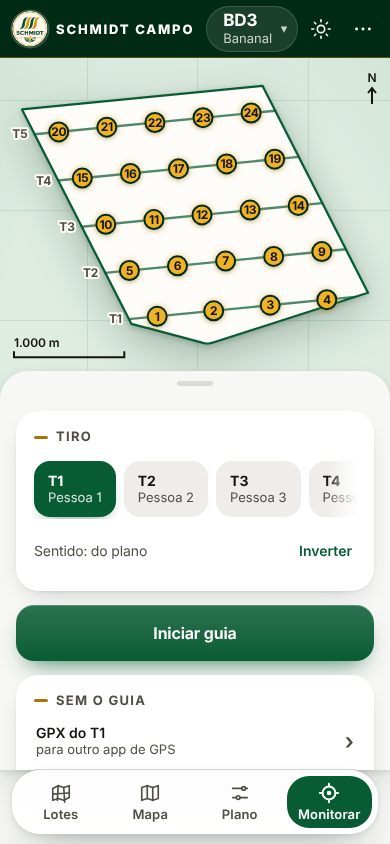 SCHMIDT
SCHMIDT CAMPO
BD3
Bananal
N
T5
20 21 22 23 24
T4
15 16 17 18 19
T3
10 11 12 13 14
T2
5 6 7 8 9
T1
1 2 3 4
1.000 m
TIRO
T1
Pessoa 1
T2
Pessoa 2
T3
Pessoa 3
T4
Sentido: do plano
Inverter
Iniciar guia
SEM O GUIA
GPX do T1
para outro app de GPS
Lotes
Mapa
Plano
Monitorar